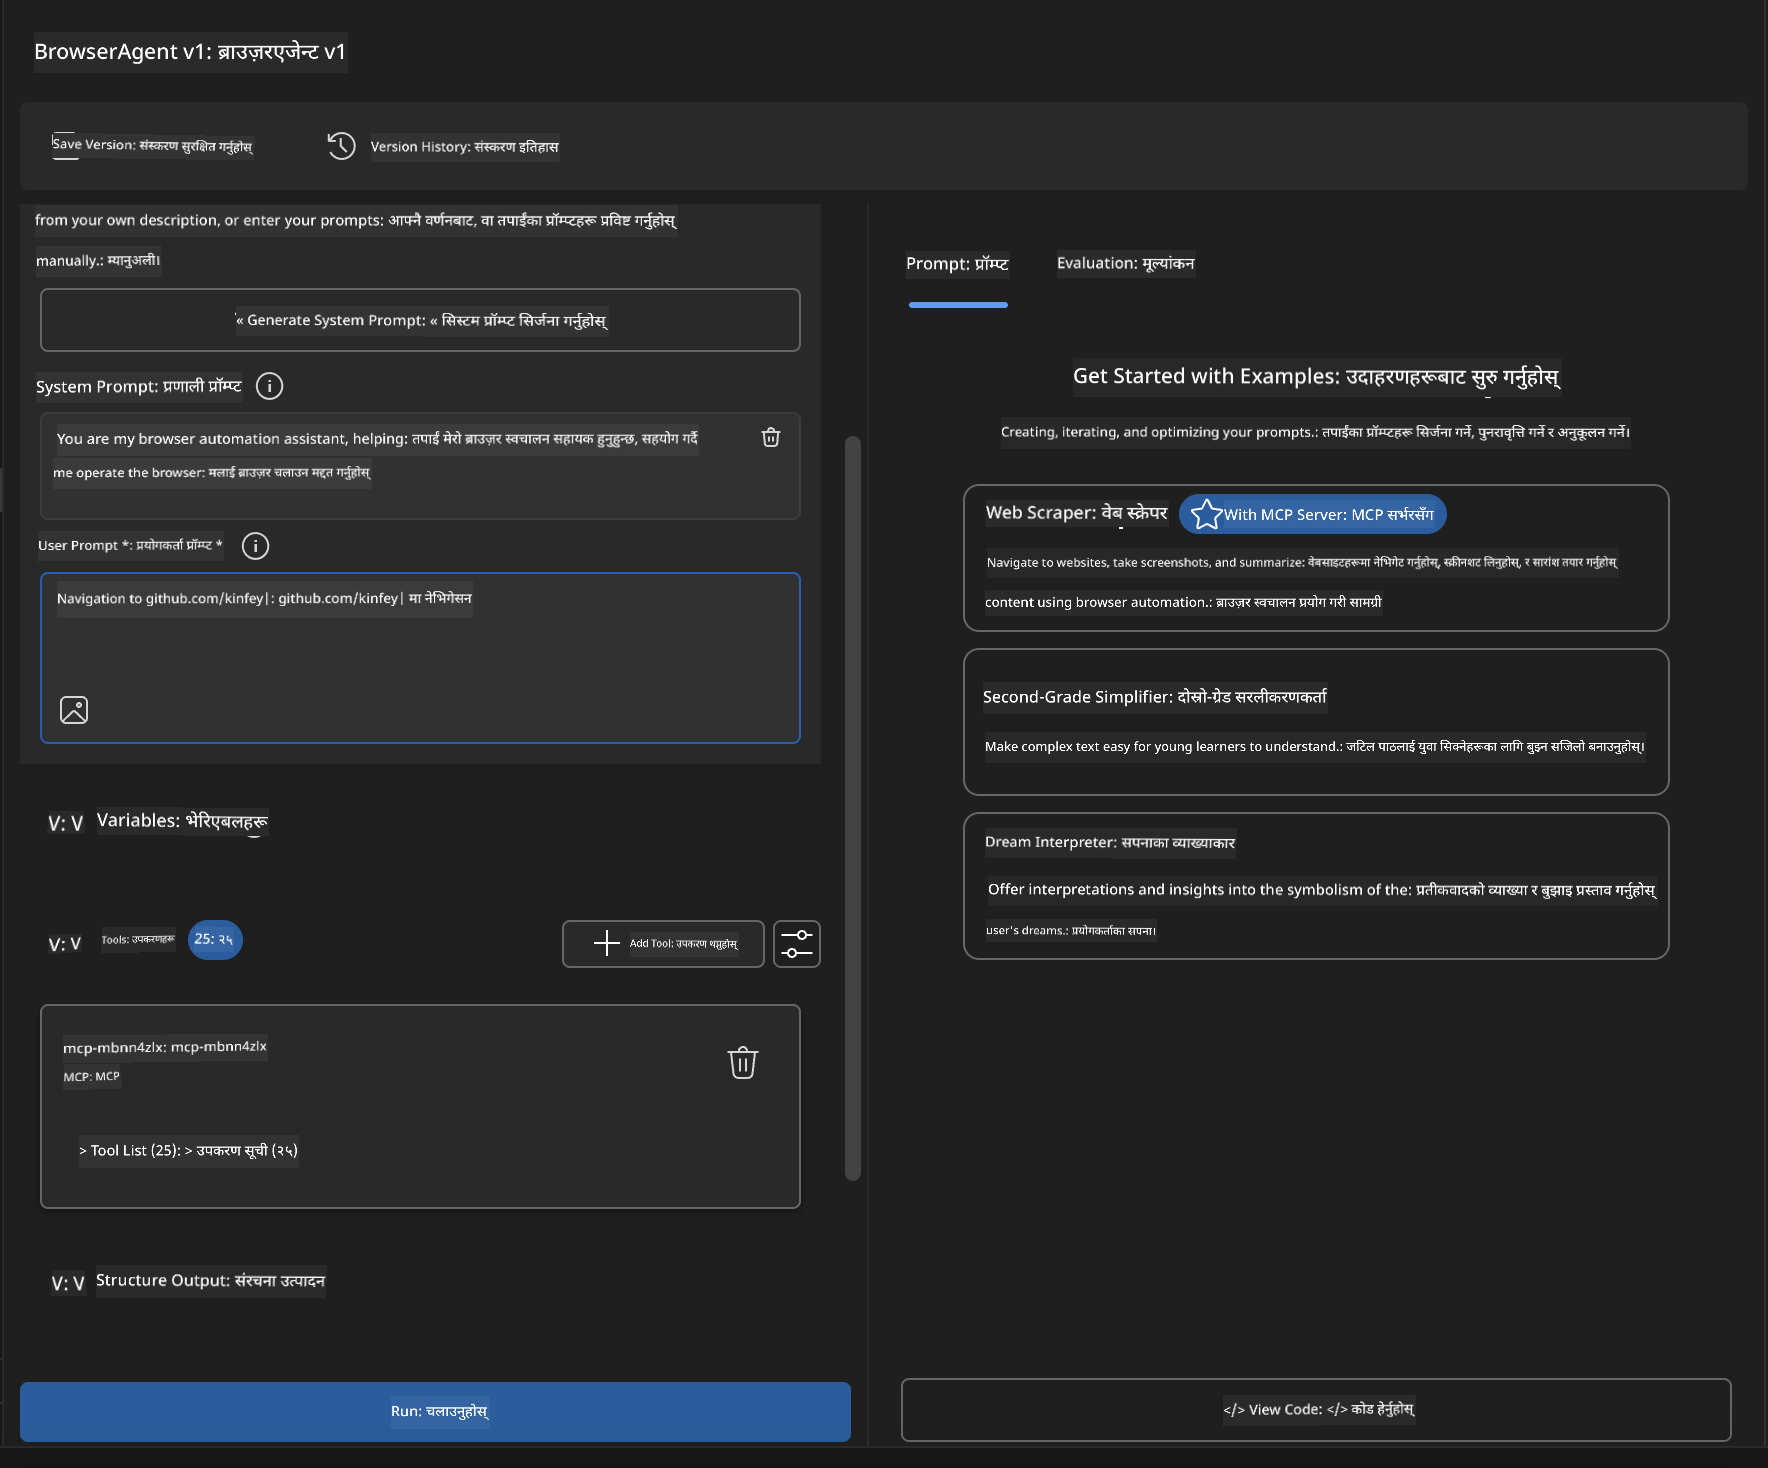 BrowserAgent v1: ब्राउज़रएजेन्ट v1
Save Version: संस्करण सुरक्षित गर्नुहोस्
Version History: संस्करण इतिहास
from your own description, or enter your prompts: आफ्नै वर्णनबाट, वा तपाईंका प्रॉम्प्टहरू प्रविष्ट गर्नुहोस्
manually.: म्यानुअली।
« Generate System Prompt: « सिस्टम प्रॉम्प्ट सिर्जना गर्नुहोस्
System Prompt: प्रणाली प्रॉम्प्ट
You are my browser automation assistant, helping: तपाईं मेरो ब्राउज़र स्वचालन सहायक हुनुहुन्छ, सहयोग गर्दै
me operate the browser: मलाई ब्राउज़र चलाउन मद्दत गर्नुहोस्
User Prompt *: प्रयोगकर्ता प्रॉम्प्ट *
Navigation to github.com/kinfey|: github.com/kinfey| मा नेभिगेसन
V: V Variables: भेरिएबलहरू
V: V Tools: उपकरणहरू 25: २५
Add Tool: उपकरण थप्नुहोस्
mcp-mbnn4zlx: mcp-mbnn4zlx
MCP: MCP
> Tool List (25): > उपकरण सूची (२५)
V: V Structure Output: संरचना उत्पादन
Run: चलाउनुहोस्
Prompt: प्रॉम्प्ट
Evaluation: मूल्यांकन
Get Started with Examples: उदाहरणहरूबाट सुरु गर्नुहोस्
Creating, iterating, and optimizing your prompts.: तपाईंका प्रॉम्प्टहरू सिर्जना गर्ने, पुनरावृत्ति गर्ने र अनुकूलन गर्ने।
Web Scraper: वेब स्क्रेपर With MCP Server: MCP सर्भरसँग
Navigate to websites, take screenshots, and summarize: वेबसाइटहरूमा नेभिगेट गर्नुहोस्, स्क्रीनशट लिनुहोस्, र सारांश तयार गर्नुहोस्
content using browser automation.: ब्राउज़र स्वचालन प्रयोग गरी सामग्री
Second-Grade Simplifier: दोस्रो-ग्रेड सरलीकरणकर्ता
Make complex text easy for young learners to understand.: जटिल पाठलाई युवा सिक्नेहरूका लागि बुझ्न सजिलो बनाउनुहोस्।
Dream Interpreter: सपनाका व्याख्याकार
Offer interpretations and insights into the symbolism of the: प्रतीकवादको व्याख्या र बुझाइ प्रस्ताव गर्नुहोस्
user's dreams.: प्रयोगकर्ताका सपना।
</> View Code: </> कोड हेर्नुहोस्